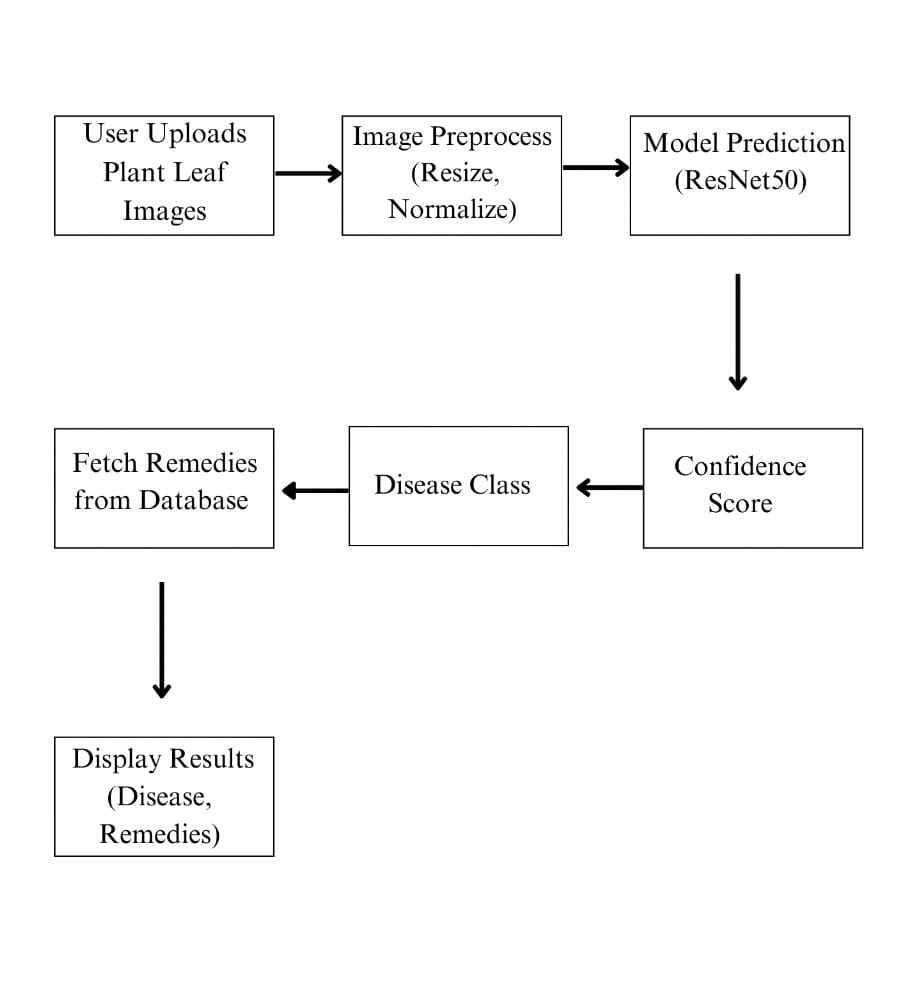 User Uploads
Plant Leaf
Images
Image Preprocess
(Resize,
Normalize)
Model Prediction
(ResNet50)
Confidence
Score
Disease Class
Fetch Remedies
from Database
Display Results
(Disease,
Remedies)